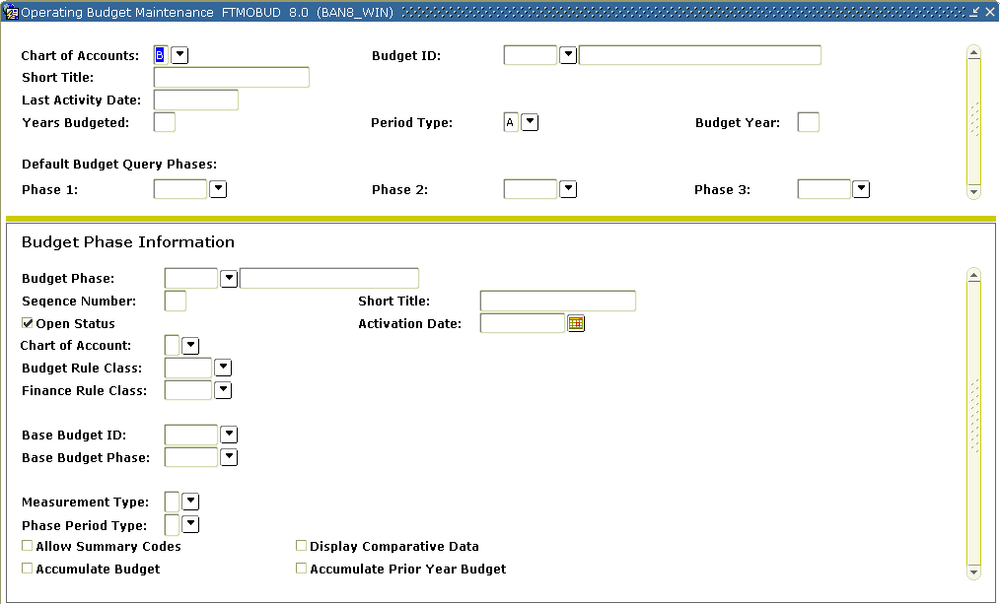 Operating Budget Maintenance FTMOBUD 8.0 (BAN8_WIN)
Chart of Accounts: B Budget ID:
Short Title:
Last Activity Date:
Years Budgeted: Period Type: A Budget Year:
Default Budget Query Phases:
Phase 1: Phase 2: Phase 3:
Budget Phase Information
Budget Phase:
Seqence Number: Short Title:
Open Status Activation Date:
Chart of Account:
Budget Rule Class:
Finance Rule Class:
Base Budget ID:
Base Budget Phase:
Measurement Type:
Phase Period Type:
Allow Summary Codes Display Comparative Data
Accumulate Budget Accumulate Prior Year Budget